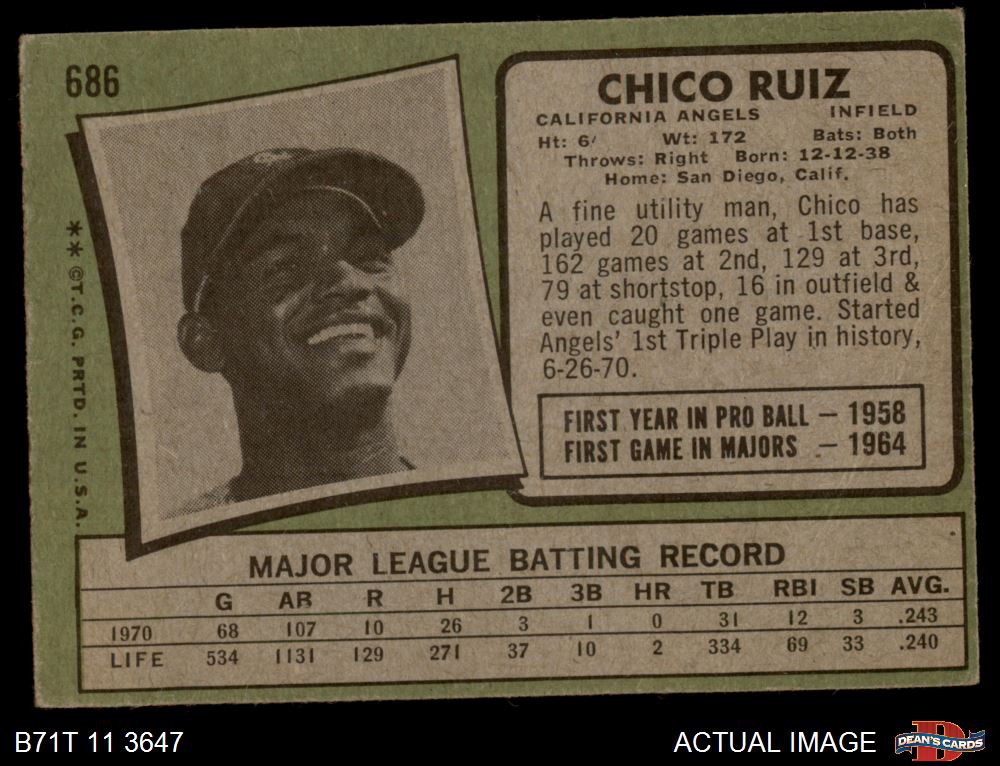 686
** ©T.C.G. PRTD. IN U.S.A.
CHICO RUIZ
CALIFORNIA ANGELS INFIELD
Ht: 6' Wt: 172 Bats: Both
Throws: Right Born: 12-12-38
Home: San Diego, Calif.
A fine utility man, Chico has
played 20 games at 1st base,
162 games at 2nd, 129 at 3rd,
79 at shortstop, 16 in outfield &
even caught one game. Started
Angels' 1st Triple Play in history,
6-26-70.
FIRST YEAR IN PRO BALL — 1958
FIRST GAME IN MAJORS — 1964
MAJOR LEAGUE BATTING RECORD
G AB R H 2B 3B HR TB RBI SB AVG.
1970 68 107 10 26 3 1 0 31 12 3 .243
LIFE 534 1131 129 271 37 10 2 334 69 33 .240
B71T 11 3647
ACTUAL IMAGE
DEAN'S CARDS